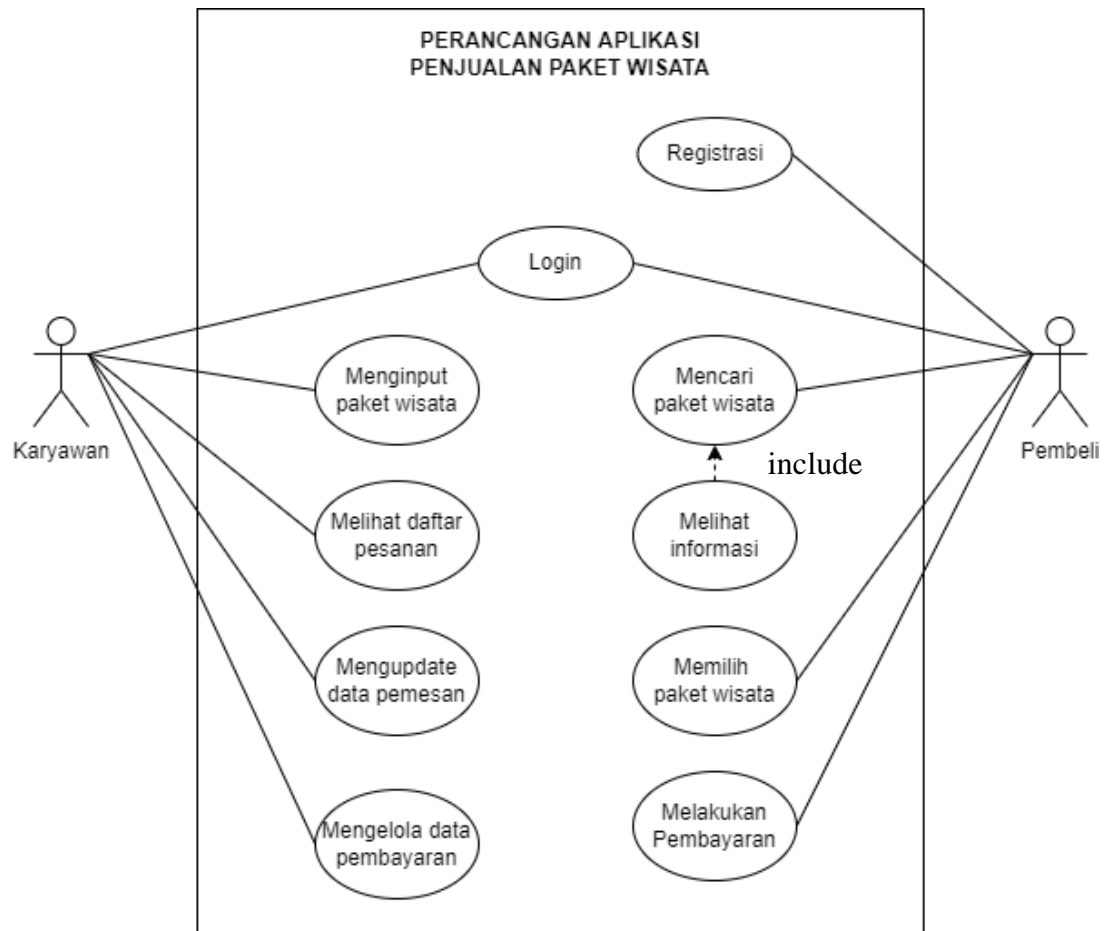 PERANCANGAN APLIKASI
PENJUALAN PAKET WISATA
Registrasi
Login
Menginput
paket wisata
Mencari
paket wisata
Karyawan
Pembeli
include
Melihat daftar
pesanan
Melihat
informasi
Mengupdate
data pemesan
Memilih
paket wisata
Mengelola data
pembayaran
Melakukan
Pembayaran